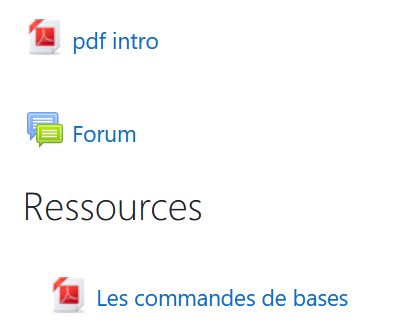 pdf intro
Forum
Ressources
Les commandes de bases